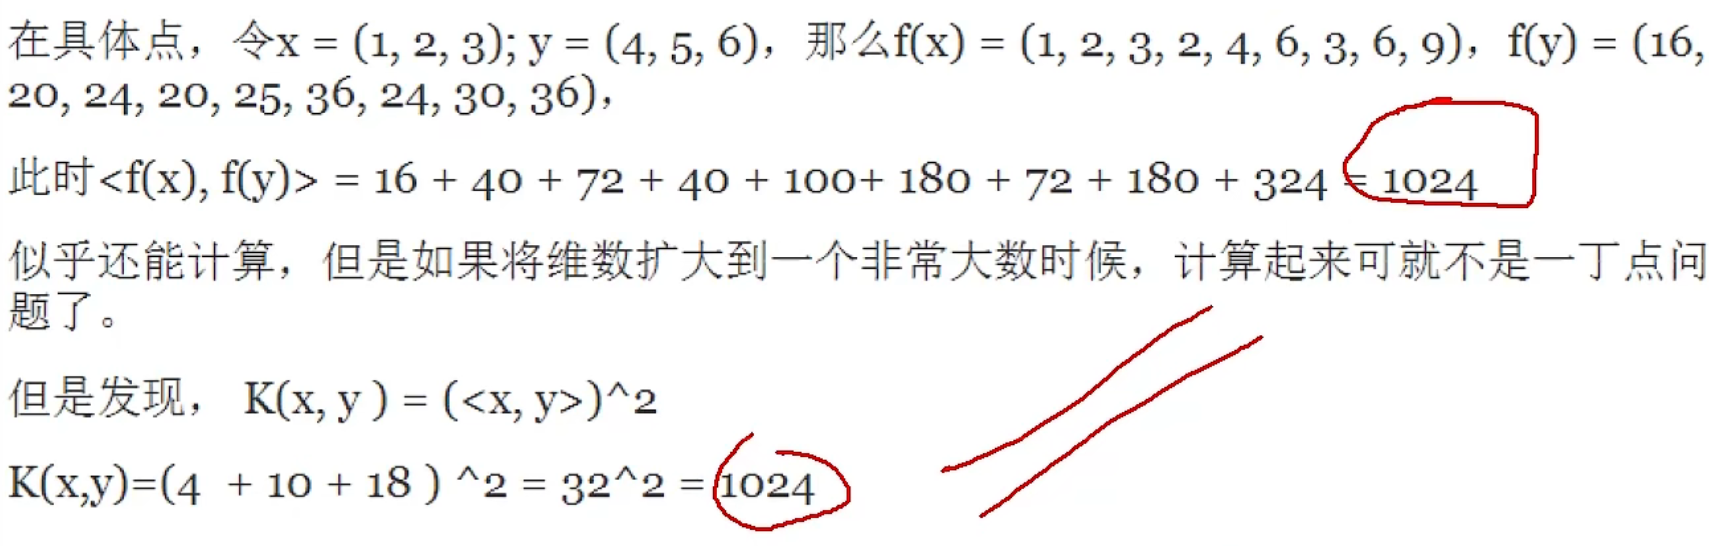 在具体点，令x = (1, 2, 3); y = (4, 5, 6)，那么f(x) = (1, 2, 3, 2, 4, 6, 3, 6, 9)，f(y) = (16,
20, 24, 20, 25, 36, 24, 30, 36)，
此时<f(x), f(y)> = 16 + 40 + 72 + 40 + 100+ 180 + 72 + 180 + 324 = 1024
似乎还能计算，但是如果将维数扩大到一个非常大数时候，计算起来可就不是一丁点问
题了。
但是发现， K(x, y ) = (<x, y>)^2
K(x,y)=(4 + 10 + 18 ) ^2 = 32^2 = 1024